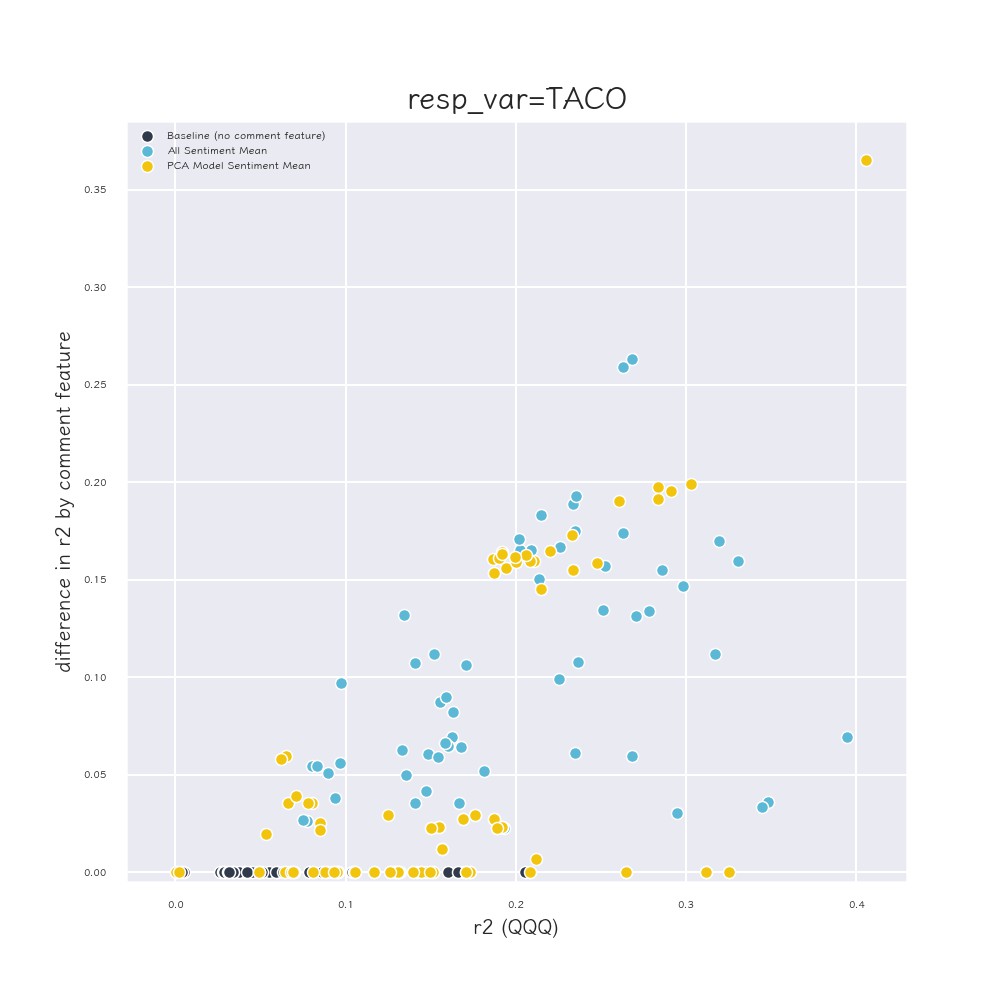 resp_var=TACO
Baseline (no comment feature)
All Sentiment Mean
PCA Model Sentiment Mean
difference in r2 by comment feature
0.35
0.30
0.25
0.20
0.15
0.10
0.05
0.00
0.0 0.1 0.2 0.3 0.4
r2 (QQQ)